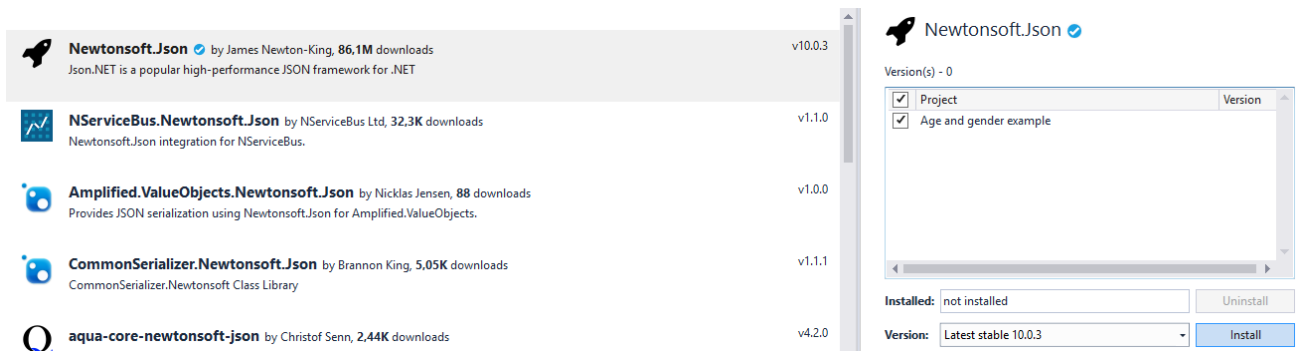 Newtonsoft.Json by James Newton-King, 86,1M downloads v10.0.3
Json.NET is a popular high-performance JSON framework for .NET
NServiceBus.Newtonsoft.Json by NServiceBus Ltd, 32,3K downloads v1.1.0
Newtonsoft.Json integration for NServiceBus.
Amplified.ValueObjects.Newtonsoft.Json by Nicklas Jensen, 88 downloads v1.0.0
Provides JSON serialization using Newtonsoft.Json for Amplified.ValueObjects.
CommonSerializer.Newtonsoft.Json by Brannon King, 5,05K downloads v1.1.1
CommonSerializer.Newtonsoft Class Library
aqua-core-newtonsoft-json by Christof Senn, 2,44K downloads v4.2.0
Newtonsoft.Json
Version(s) - 0
Project Version
Age and gender example
Installed: not installed Uninstall
Version: Latest stable 10.0.3 Install